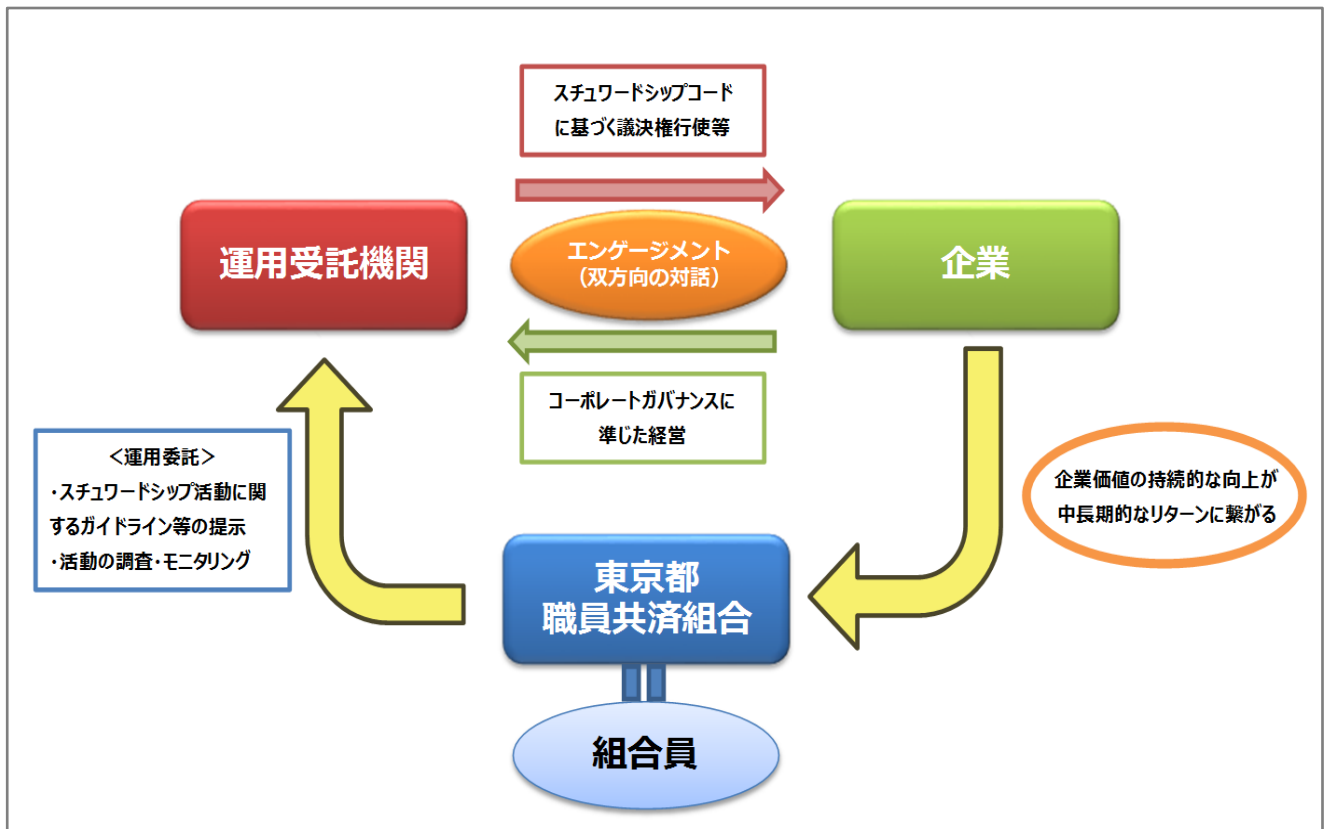 スチュワードシップコード
に基づく議決権行使等
運用受託機関
エンゲージメント
(双方向の対話)
企業
コーポレートガバナンスに
準じた経営
<運用委託>
・スチュワードシップ活動に関
するガイドライン等の提示
・活動の調査・モニタリング
企業価値の持続的な向上が
中長期的なリターンに繋がる
東京都
職員共済組合
組合員